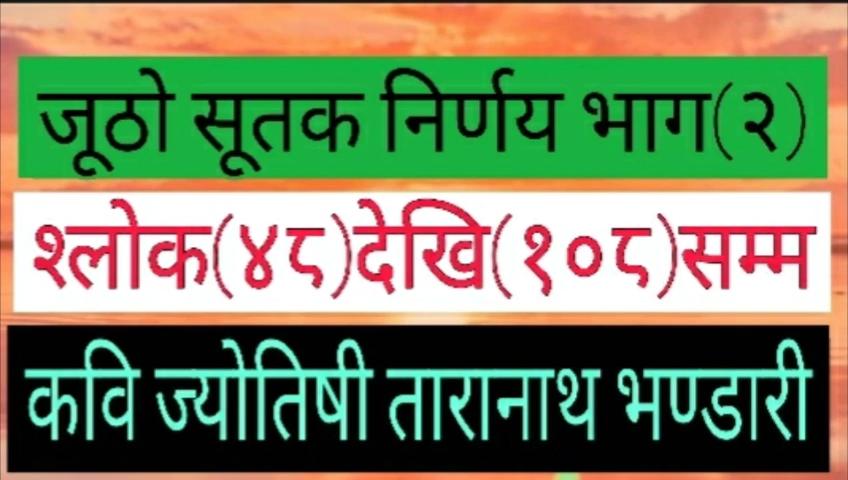 जूठो सूतक निर्णय भाग(२)
श्लोक(४८)देखि(१०८)सम्म
कवि ज्योतिषी तारानाथ भण्डारी